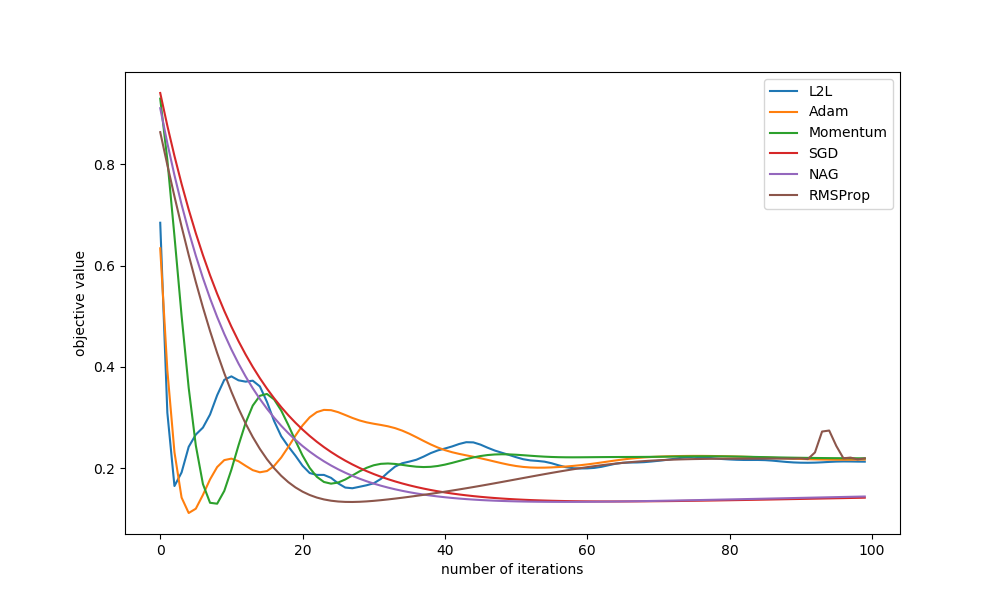 L2L
Adam
Momentum
SGD
NAG
RMSProp
0.8
0.6
0.4
0.2
objective value
0 20 40 60 80 100
number of iterations